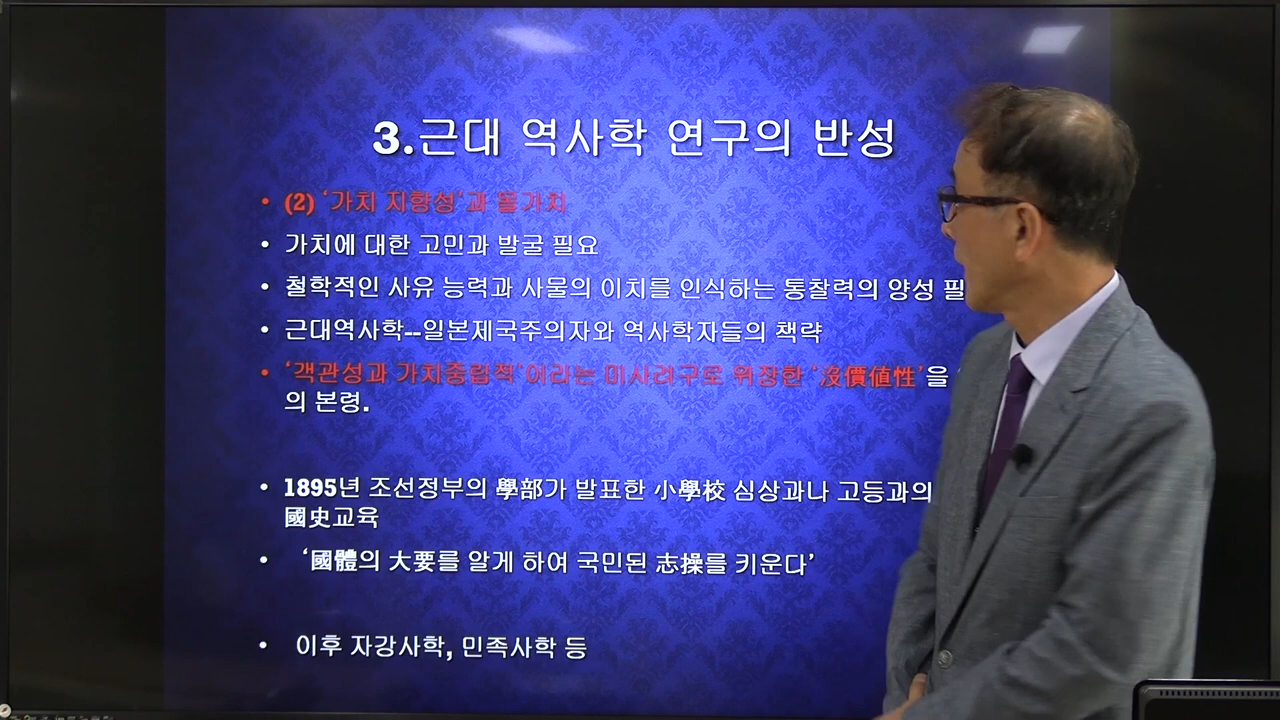 3.근대 역사학 연구의 반성
• (2) ‘가치 지향성‘과 몰가치
• 가치에 대한 고민과 발굴 필요
• 철학적인 사유 능력과 사물의 이치를 인식하는 통찰력의 양성 필
• 근대역사학--일본제국주의자와 역사학자들의 책략
• ‘객관성과 가치중립적‘이라는 미사려구로 위장한 ‘沒價値性’을
의 본령.
• 1895년 조선정부의 學部가 발표한 小學校 심상과나 고등과의
國史교육
• ‘國體의 大要를 알게 하여 국민된 志操를 키운다’
• 이후 자강사학, 민족사학 등